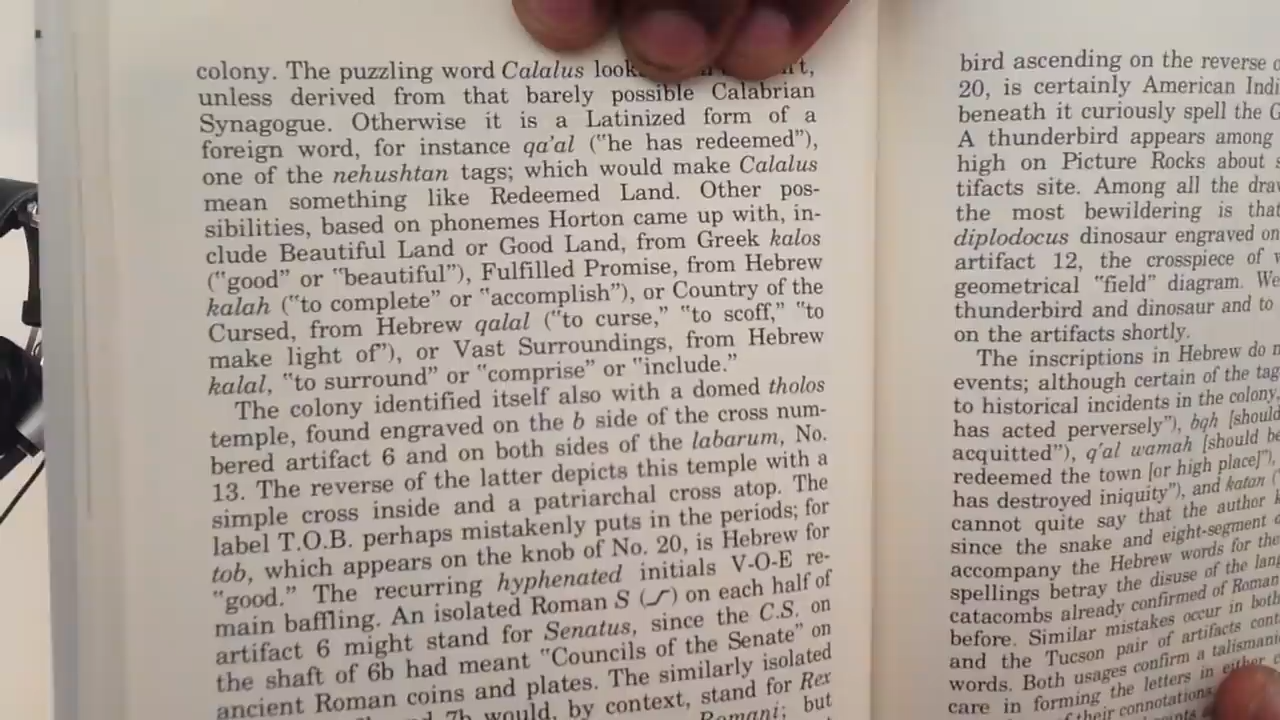 colony. The puzzling word Calalus
unless derived from that barely possible Calabrian
Synagogue. Otherwise it is a Latinized form of a
foreign word, for instance qa'al ("he has redeemed"),
one of the nehushtan tags; which would make Calalus
mean something like Redeemed Land. Other pos-
sibilities, based on phonemes Horton came up with, in-
clude Beautiful Land or Good Land, from Greek kalos
("good" or "beautiful"), Fulfilled Promise, from Hebrew
kalah ("to complete" or "accomplish"), or Country of the
Cursed, from Hebrew qalal ("to curse," "to scoff," "to
make light of"), or Vast Surroundings, from Hebrew
kalal, "to surround" or "comprise" or "include."
The colony identified itself also with a domed tholos
temple, found engraved on the b side of the cross num-
bered artifact 6 and on both sides of the labarum, No.
13. The reverse of the latter depicts this temple with a
simple cross inside and a patriarchal cross atop. The
label T.O.B. perhaps mistakenly puts in the periods; for
tob, which appears on the knob of No. 20, is Hebrew for
"good." The recurring hyphenated initials V-O-E re-
main baffling. An isolated Roman S (ᔑ) on each half of
artifact 6 might stand for Senatus, since the C.S. on
the shaft of 6b had meant "Councils of the Senate" on
ancient Roman coins and plates. The similarly isolated
7b would, by context, stand for Rex
Romani; but
bird ascending on the reverse
20, is certainly American
beneath it curiously spell the
A thunderbird appears among
high on Picture Rocks about
tifacts site. Among all the
the most bewildering is that
diplodocus dinosaur engraved on
artifact 12, the crosspiece of
geometrical "field" diagram. We
thunderbird and dinosaur and to
on the artifacts shortly.
The inscriptions in Hebrew do
events; although certain of the
to historical incidents in the colony,
has acted perversely"), bqh [should
acquitted"), q'al wamah [should be
redeemed the town [or high place]"),
has destroyed iniquity"), and katan
cannot quite say that the author
since the snake and eight-segment
accompany the Hebrew words for the
spellings betray the disuse of the
catacombs already confirmed of Roman
before. Similar mistakes occur in both
and the Tucson pair of artifacts
words. Both usages confirm a
care in forming the letters in either
of their connotations.